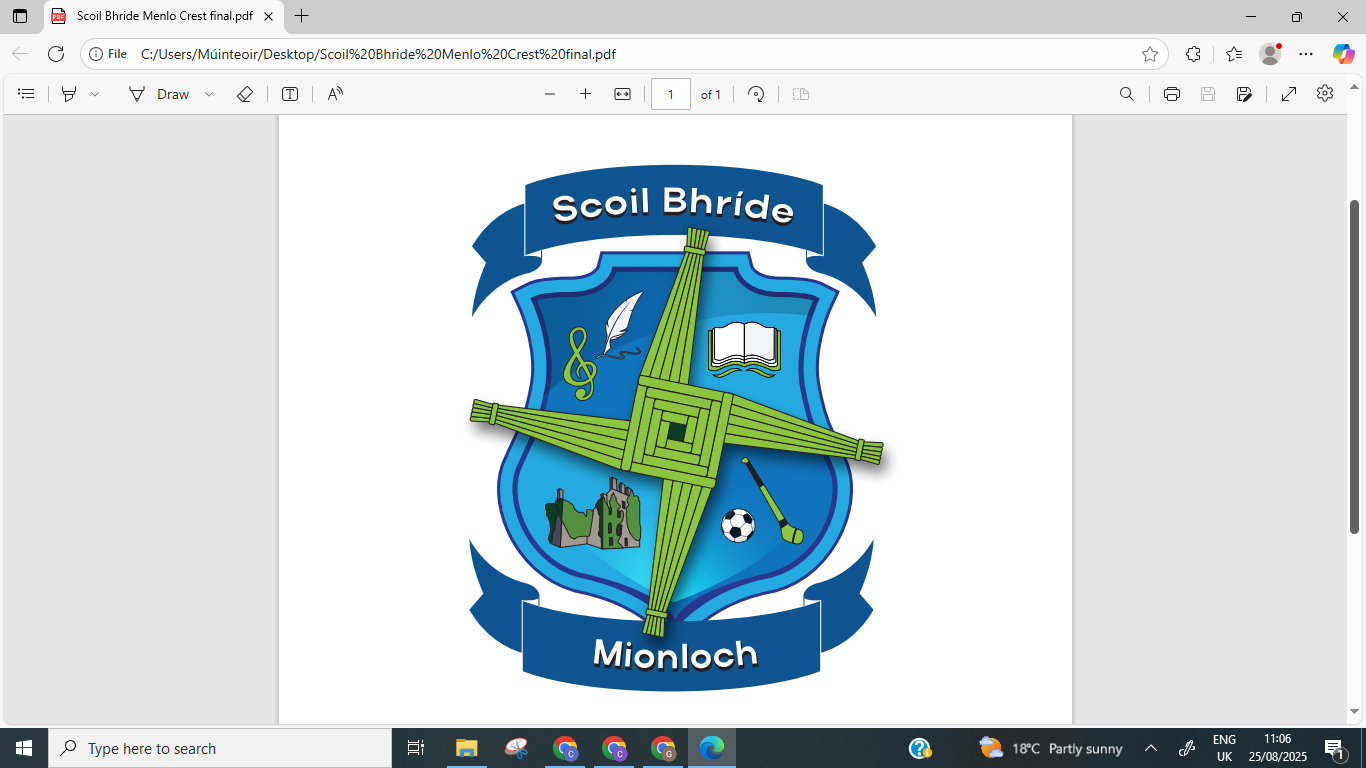 Scoil Bhride Menlo Crest final.pdf
File
C:/Users/Múinteoir/Desktop/Scoil%20Bhride%20Menlo%20Crest%20final.pdf
Draw
1 of 1
Scoil Bhríde
Mionloch
Type here to search
18°C Partly sunny
ENG
UK
11:06
25/08/2025
1